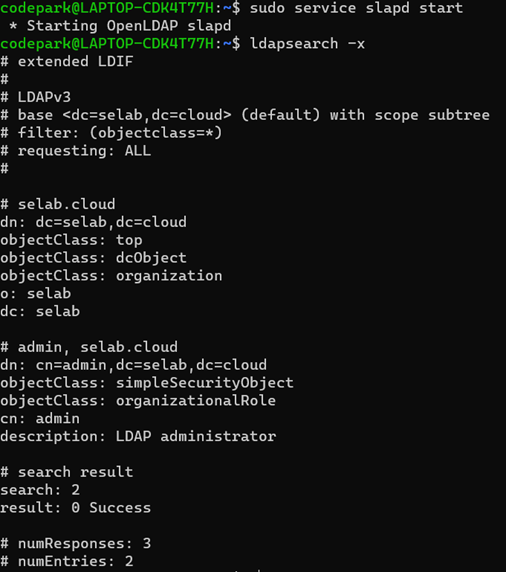 codepark@LAPTOP-CDK4T77H:~$ sudo service slapd start
 * Starting OpenLDAP slapd
codepark@LAPTOP-CDK4T77H:~$ ldapsearch -x
# extended LDIF
#
# LDAPv3
# base <dc=selab,dc=cloud> (default) with scope subtree
# filter: (objectclass=*)
# requesting: ALL
#

# selab.cloud
dn: dc=selab,dc=cloud
objectClass: top
objectClass: dcObject
objectClass: organization
o: selab
dc: selab

# admin, selab.cloud
dn: cn=admin,dc=selab,dc=cloud
objectClass: simpleSecurityObject
objectClass: organizationalRole
cn: admin
description: LDAP administrator

# search result
search: 2
result: 0 Success

# numResponses: 3
# numEntries: 2